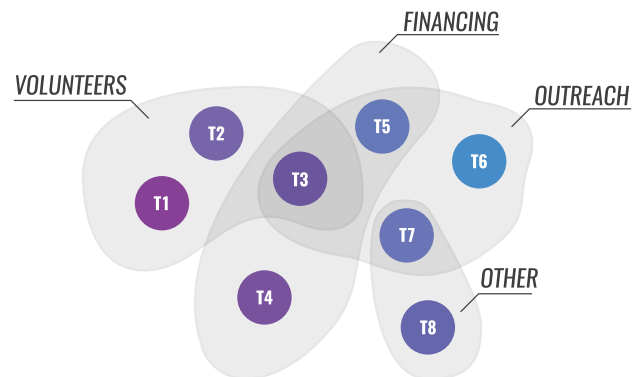 FINANCING
VOLUNTEERS
OUTREACH
T5
T2
T6
T3
T1
T7
OTHER
T4
T8